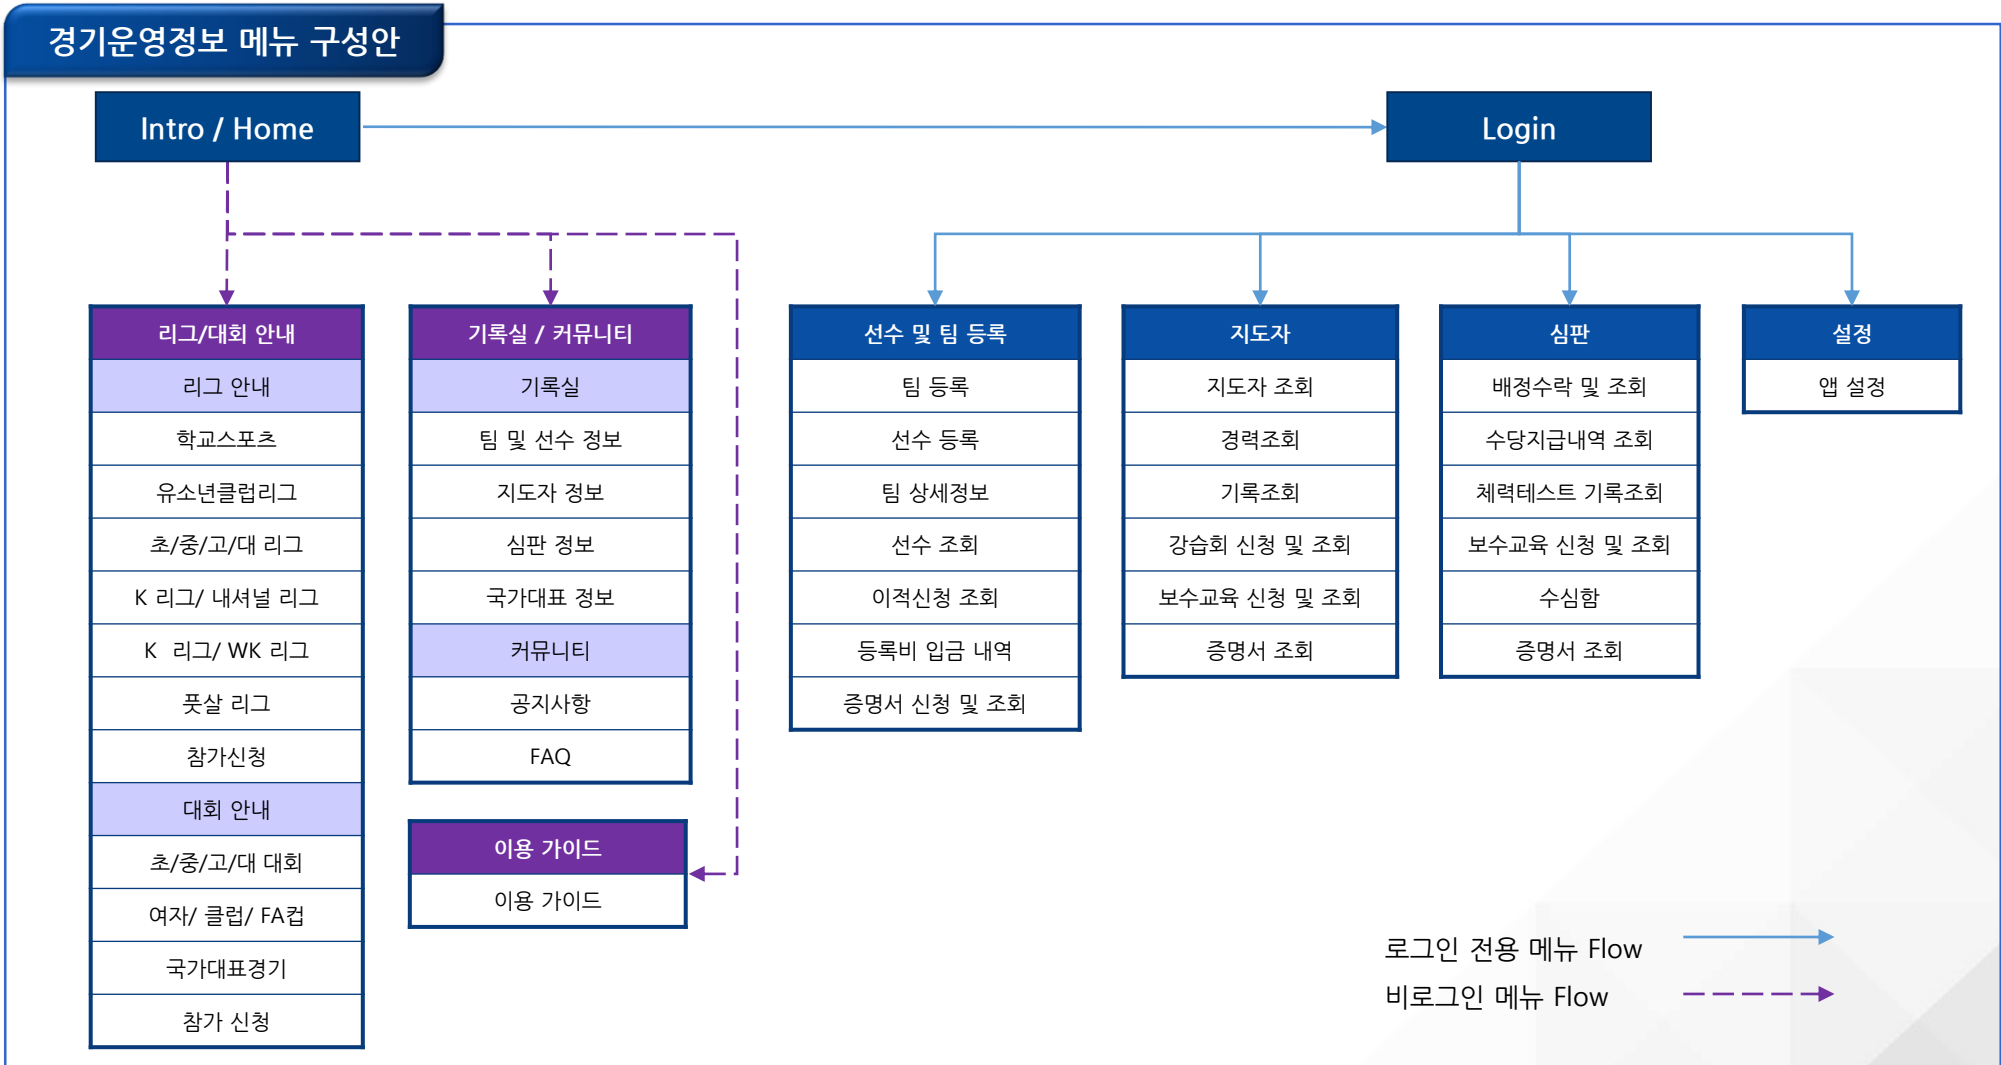 경기운영정보 메뉴 구성안
Intro / Home
Login
리그/대회 안내
리그 안내
학교스포츠
유소년클럽리그
초/중/고/대 리그
K 리그/ 내셔널 리그
K 리그/ WK 리그
풋살 리그
참가신청
대회 안내
초/중/고/대 대회
여자/ 클럽/ FA컵
국가대표경기
참가 신청
기록실 / 커뮤니티
기록실
팀 및 선수 정보
지도자 정보
심판 정보
국가대표 정보
커뮤니티
공지사항
FAQ
이용 가이드
이용 가이드
선수 및 팀 등록
팀 등록
선수 등록
팀 상세정보
선수 조회
이적신청 조회
등록비 입금 내역
증명서 신청 및 조회
지도자
지도자 조회
경력조회
기록조회
강습회 신청 및 조회
보수교육 신청 및 조회
증명서 조회
심판
배정수락 및 조회
수당지급내역 조회
체력테스트 기록조회
보수교육 신청 및 조회
수심함
증명서 조회
설정
앱 설정
로그인 전용 메뉴 Flow
비로그인 메뉴 Flow